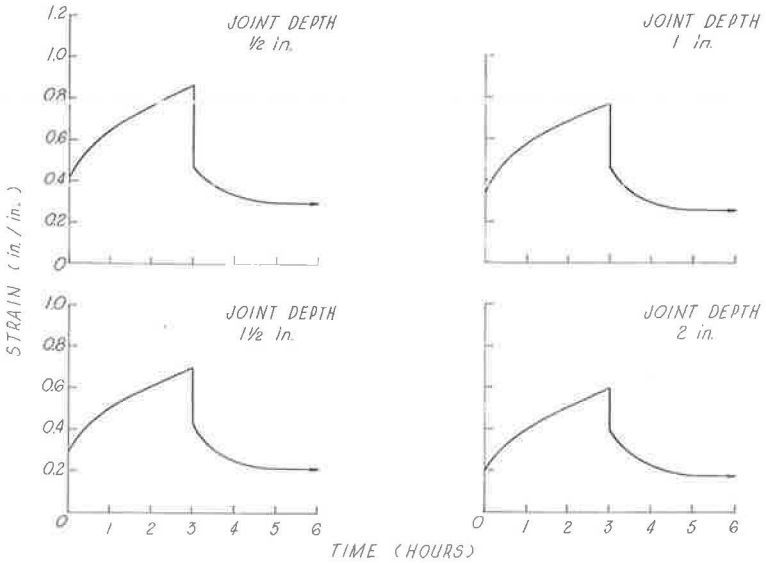 JOINT DEPTH
1/2 in.
1.2
1.0
0.8
0.6
0.4
0.2
0
JOINT DEPTH
1 in.
STRAIN (in./in.)
JOINT DEPTH
1 1/2 in.
1.0
0.8
0.6
0.4
0.2
0
1 2 3 4 5 6
JOINT DEPTH
2 in.
0 1 2 3 4 5 6
TIME (HOURS)